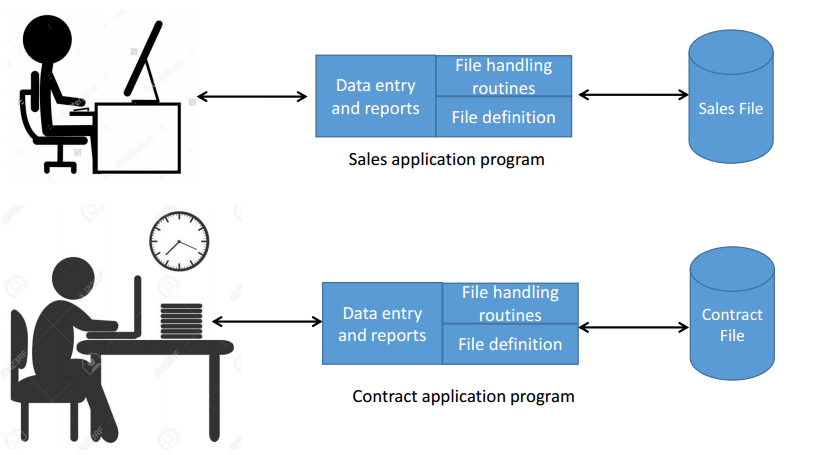 Data entry
and reports
File handling
routines
File definition
Sales File
Sales application program
Data entry
and reports
File handling
routines
File definition
Contract
File
Contract application program